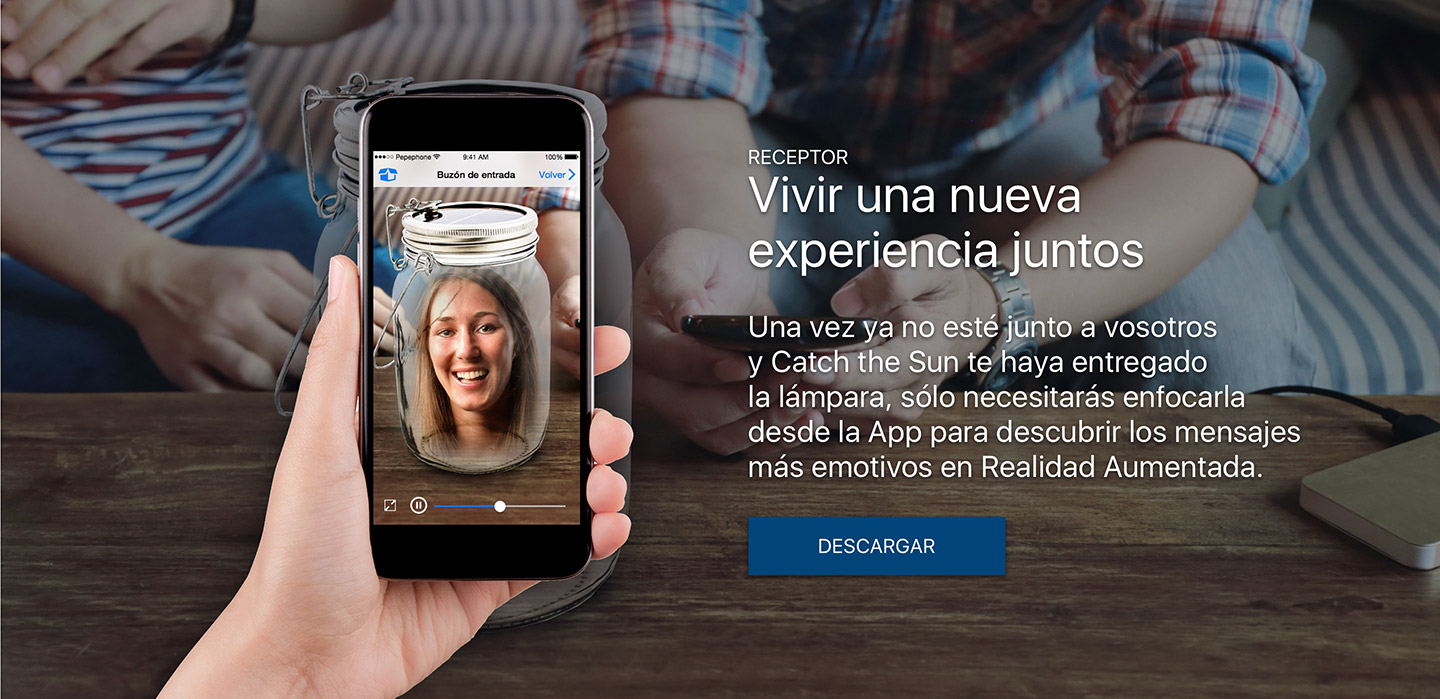 Pepephone 9:41 AM 100%
Buzón de entrada Volver
RECEPTOR
Vivir una nueva
experiencia juntos
Una vez ya no esté junto a vosotros
y Catch the Sun te haya entregado
la lámpara, sólo necesitarás enfocarla
desde la App para descubrir los mensajes
más emotivos en Realidad Aumentada.
DESCARGAR